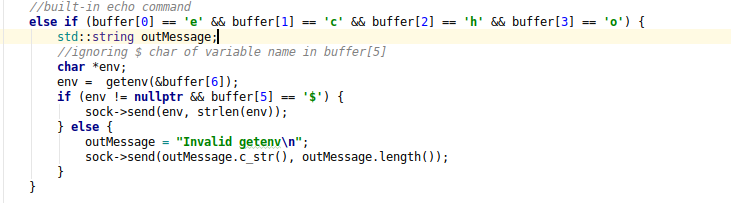 //built-in echo command
else if (buffer[0] == 'e' && buffer[1] == 'c' && buffer[2] == 'h' && buffer[3] == 'o') {
    std::string outMessage;
    //ignoring $ char of variable name in buffer[5]
    char *env;
    env =  getenv(&buffer[6]);
    if (env != nullptr && buffer[5] == '$') {
        sock->send(env, strlen(env));
    } else {
        outMessage = "Invalid getenv\n";
        sock->send(outMessage.c_str(), outMessage.length());
    }
}